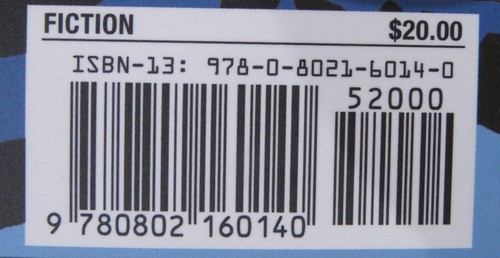 FICTION $20.00
ISBN-13: 978-0-8021-6014-0
52000
9 780802 160140